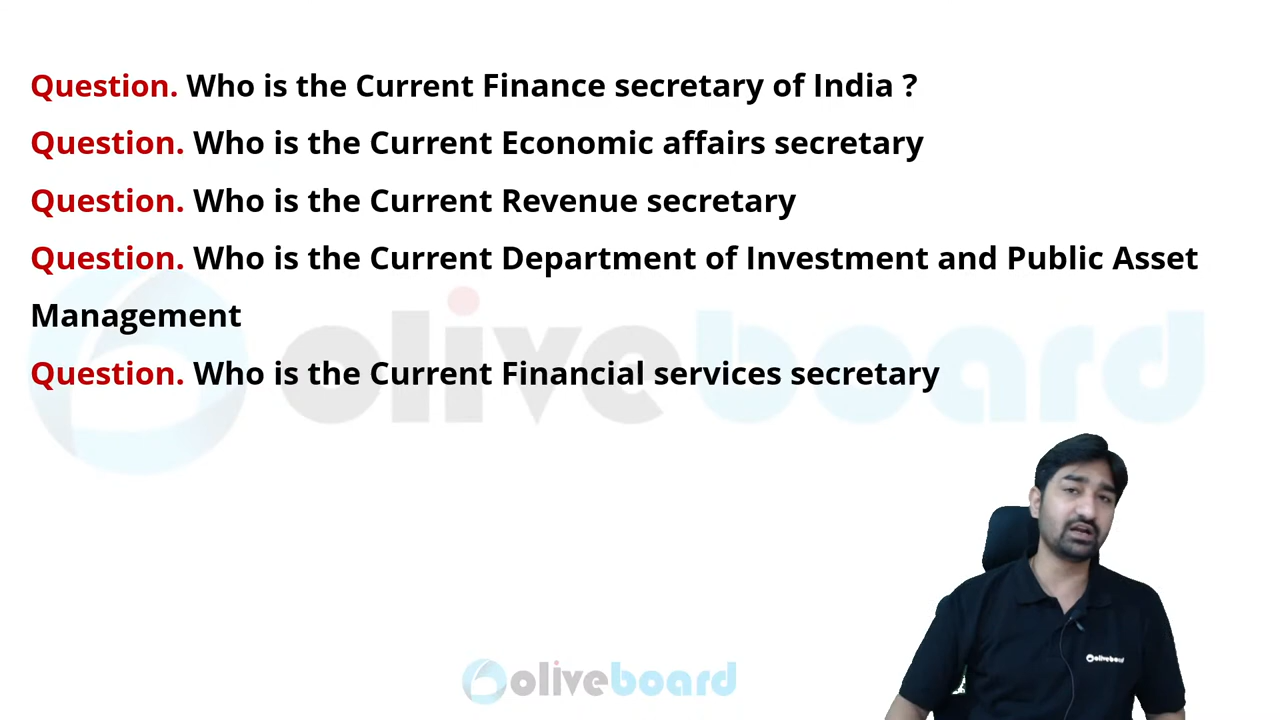 Question. Who is the Current Finance secretary of India ?
Question. Who is the Current Economic affairs secretary
Question. Who is the Current Revenue secretary
Question. Who is the Current Department of Investment and Public Asset
Management
Question. Who is the Current Financial services secretary
oliveboard
oliveboard
oliveboard